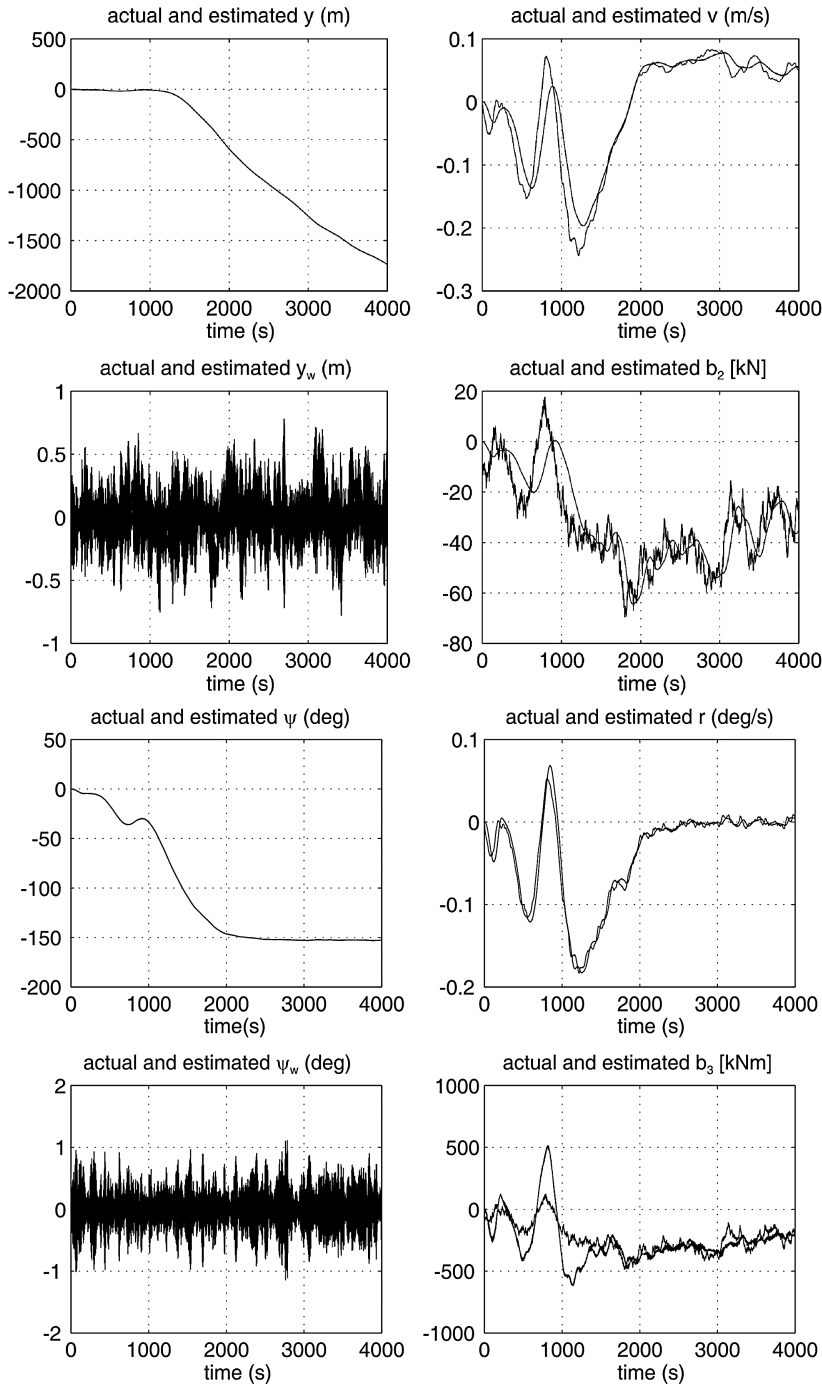 actual and estimated y (m)
500
0
-500
-1000
-1500
-2000
0 1000 2000 3000 4000
time (s)
actual and estimated v (m/s)
0.1
0
-0.1
-0.2
-0.3
0 1000 2000 3000 4000
time (s)
actual and estimated y_w (m)
1
0.5
0
-0.5
-1
0 1000 2000 3000 4000
time (s)
actual and estimated b_2 [kN]
20
0
-20
-40
-60
-80
0 1000 2000 3000 4000
time (s)
actual and estimated ψ (deg)
50
0
-50
-100
-150
-200
0 1000 2000 3000 4000
time(s)
actual and estimated r (deg/s)
0.1
0
-0.1
-0.2
0 1000 2000 3000 4000
time (s)
actual and estimated ψ_w (deg)
2
1
0
-1
-2
0 1000 2000 3000 4000
time (s)
actual and estimated b_3 [kNm]
1000
500
0
-500
-1000
0 1000 2000 3000 4000
time (s)